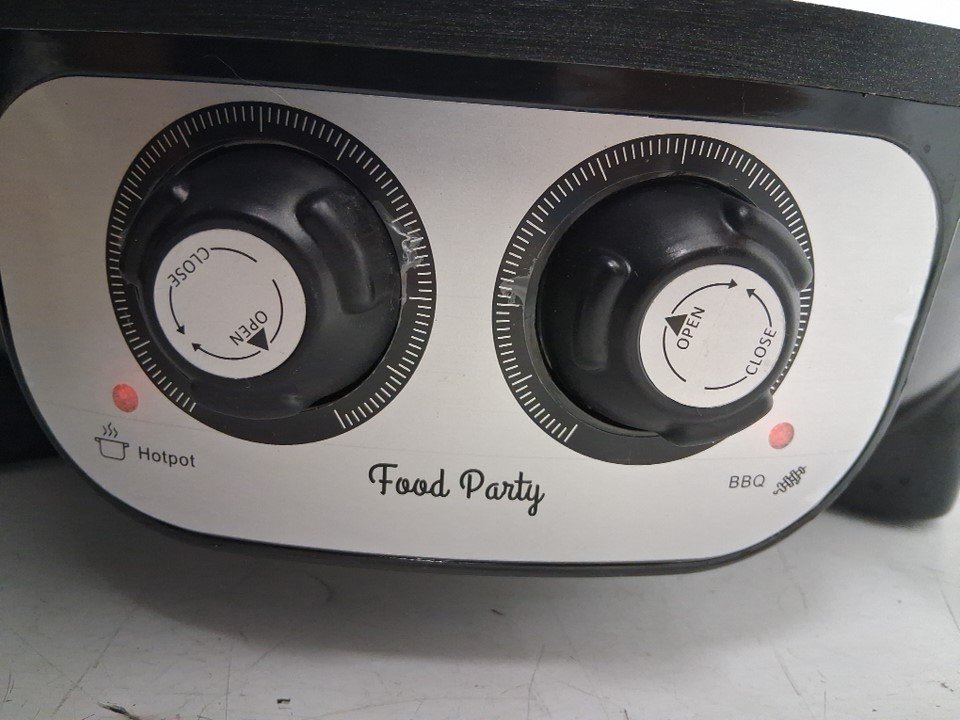 CLOSE
OPEN
OPEN
CLOSE
Hotpot
Food Party
BBQ